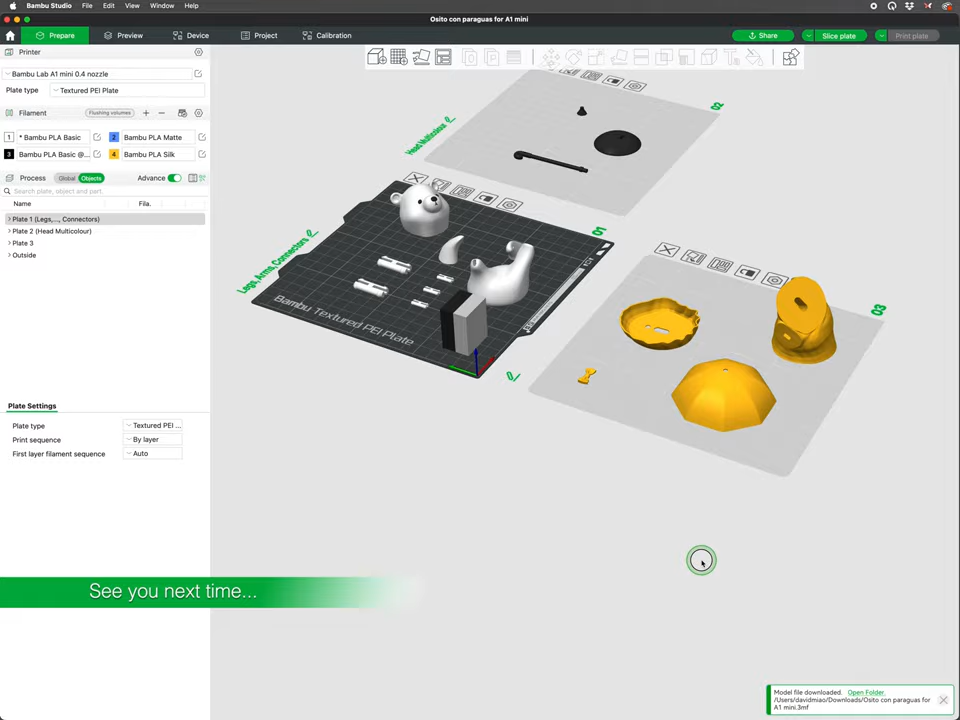 Bambu Studio File Edit View Window Help
Osito con paraguas for A1 mini
Prepare Preview Device Project Calibration Share Slice plate Print plate
Printer
Bambu Lab A1 mini 0.4 nozzle
Plate type Textured PEI Plate
Filament Flushing volumes
1 * Bambu PLA Basic 2 Bambu PLA Matte
3 Bambu PLA Basic @... 4 Bambu PLA Silk
Process Global Objects Advance
Search plate, object and part.
Name Fila.
Plate 1 (Legs,..., Connectors)
Plate 2 (Head Multicolour)
Plate 3
Outside
Plate Settings
Plate type Textured PEI ...
Print sequence By layer
First layer filament sequence Auto
Head Multicolour
02
Legs, Arms, Connectors
01
Bambu Textured PEI Plate
03
See you next time...
Model file downloaded. Open Folder.
/Users/davidmiao/Downloads/Osito con paraguas for
A1 mini.3mf